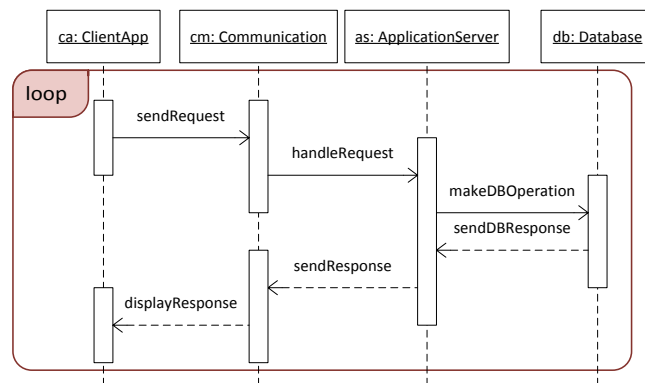 ca: ClientApp
cm: Communication
as: ApplicationServer
db: Database
loop
sendRequest
handleRequest
makeDBOperation
sendDBResponse
sendResponse
displayResponse